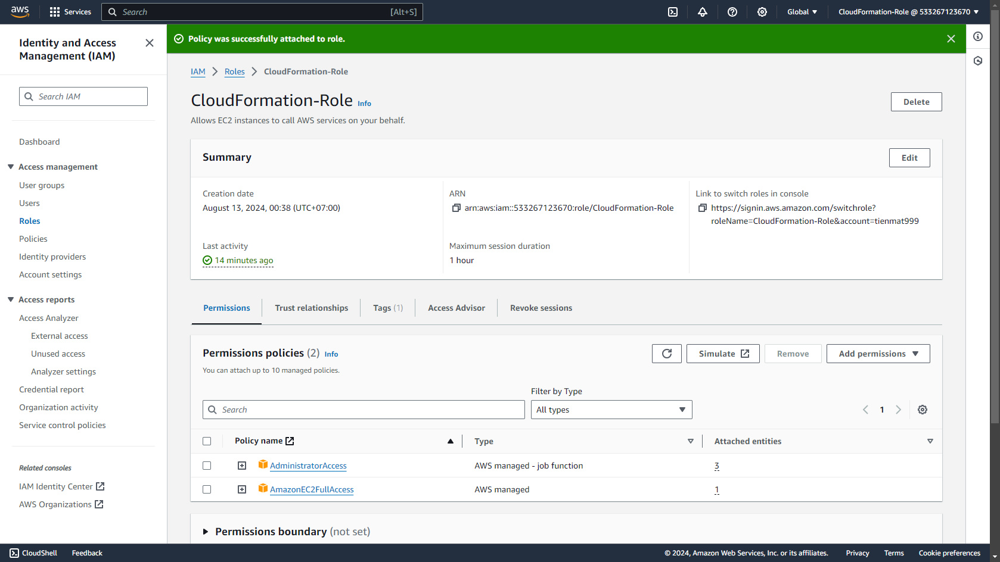 aws
Services
Search
[Alt+S]
Global
CloudFormation-Role @ 533267123670
Identity and Access
Management (IAM)
Search IAM
Dashboard
Access management
User groups
Users
Roles
Policies
Identity providers
Account settings
Access reports
Access Analyzer
External access
Unused access
Analyzer settings
Credential report
Organization activity
Service control policies
Related consoles
IAM Identity Center
AWS Organizations
Policy was successfully attached to role.
IAM
Roles
CloudFormation-Role
CloudFormation-Role Info
Delete
Allows EC2 instances to call AWS services on your behalf.
Summary
Edit
Creation date
August 13, 2024, 00:38 (UTC+07:00)
ARN
arn:aws:iam::533267123670:role/CloudFormation-Role
Link to switch roles in console
https://signin.aws.amazon.com/switchrole?
roleName=CloudFormation-Role&account=tienmat999
Last activity
14 minutes ago
Maximum session duration
1 hour
Permissions
Trust relationships
Tags (1)
Access Advisor
Revoke sessions
Permissions policies (2) Info
You can attach up to 10 managed policies.
Simulate
Remove
Add permissions
Filter by Type
Search
All types
1
Policy name
Type
Attached entities
AdministratorAccess
AWS managed - job function
3
AmazonEC2FullAccess
AWS managed
1
Permissions boundary (not set)
CloudShell
Feedback
© 2024, Amazon Web Services, Inc. or its affiliates.
Privacy
Terms
Cookie preferences